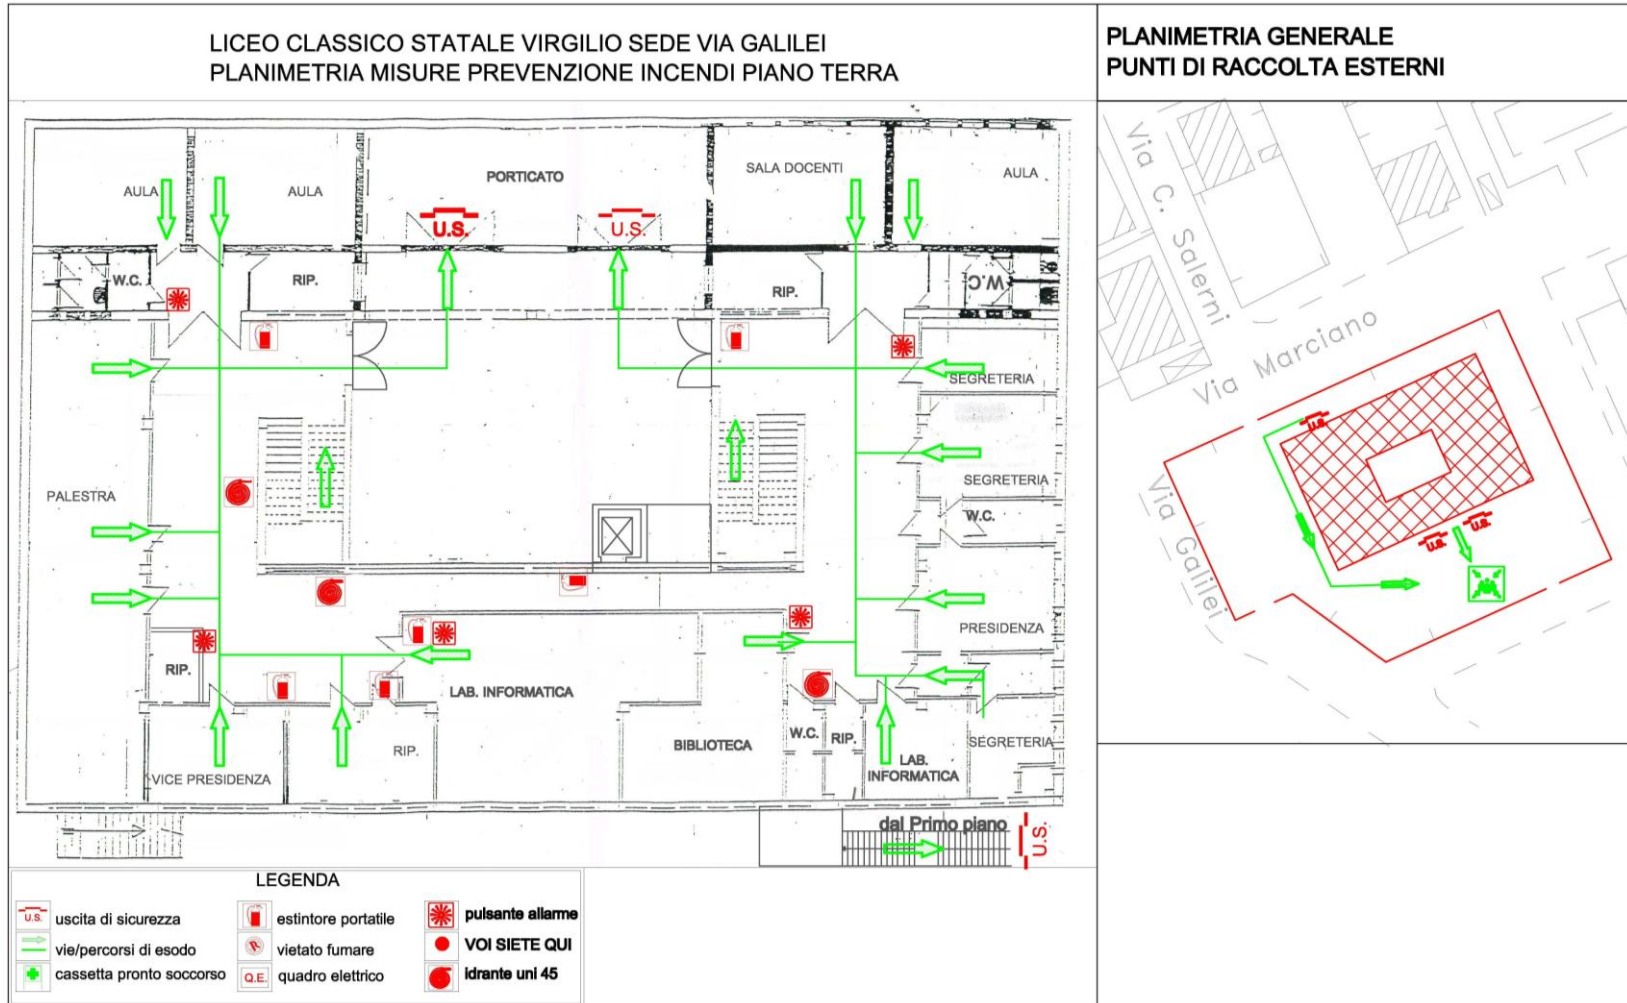 LICEO CLASSICO STATALE VIRGILIO SEDE VIA GALILEI
PLANIMETRIA MISURE PREVENZIONE INCENDI PIANO TERRA
PLANIMETRIA GENERALE
PUNTI DI RACCOLTA ESTERNI
AULA
AULA
PORTICATO
SALA DOCENTI
AULA
U.S.
U.S.
W.C.
RIP.
RIP.
W.C.
SEGRETERIA
PALESTRA
SEGRETERIA
W.C.
PRESIDENZA
RIP.
LAB. INFORMATICA
VICE PRESIDENZA
RIP.
BIBLIOTECA
W.C.
RIP.
LAB.
INFORMATICA
SEGRETERIA
dal Primo piano
U.S.
Via C. Salerni
Via Marciano
Via Galilei
U.S.
U.S.
U.S.
LEGENDA
U.S. uscita di sicurezza
estintore portatile
pulsante allarme
vie/percorsi di esodo
vietato fumare
VOI SIETE QUI
cassetta pronto soccorso
Q.E. quadro elettrico
idrante uni 45